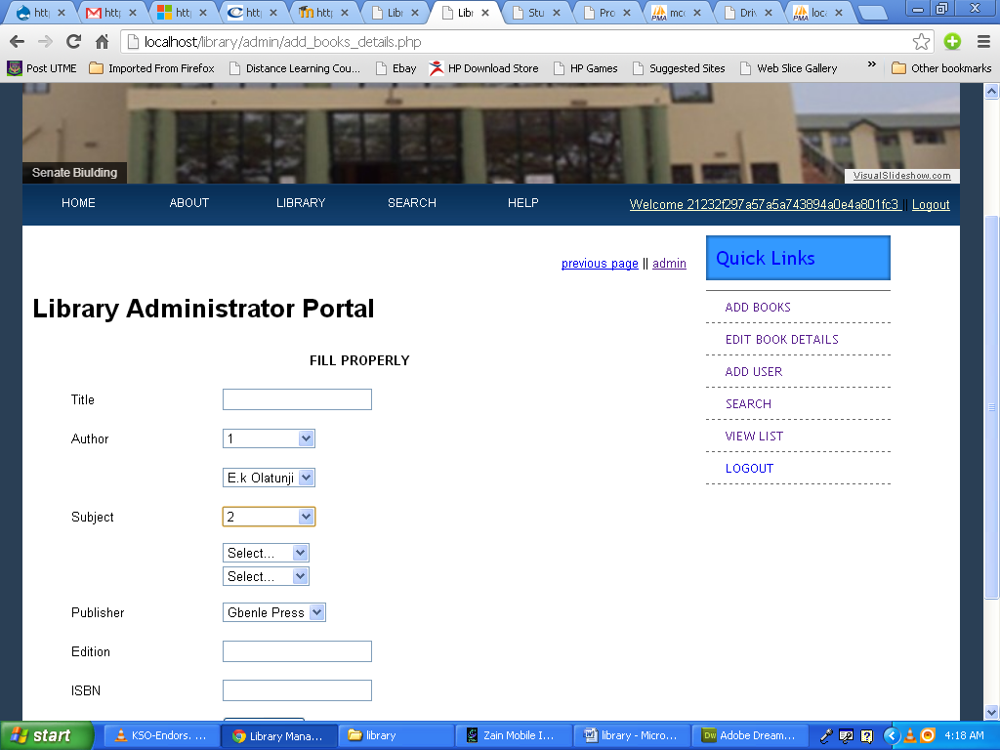 http
http
http
http
http
Libr
Libr
Stu
Pro
Driv
loca
localhost/library/admin/add_books_details.php
Post UTME
Imported From Firefox
Distance Learning Cou...
Ebay
HP Download Store
HP Games
Suggested Sites
Web Slice Gallery
»
Other bookmarks
Senate Biulding
VisualSlideshow.com
HOME
ABOUT
LIBRARY
SEARCH
HELP
Welcome 21232f297a57a5a743894a0e4a801fc3 || Logout
previous page || admin
Quick Links
ADD BOOKS
EDIT BOOK DETAILS
ADD USER
SEARCH
VIEW LIST
LOGOUT
Library Administrator Portal
FILL PROPERLY
Title
Author
1
E.k Olatunji
Subject
2
Select...
Select...
Publisher
Gbenle Press
Edition
ISBN
start
KSO-Endors. ...
Library Mana...
library
Zain Mobile I...
library - Micro...
Adobe Dream...
4:18 AM